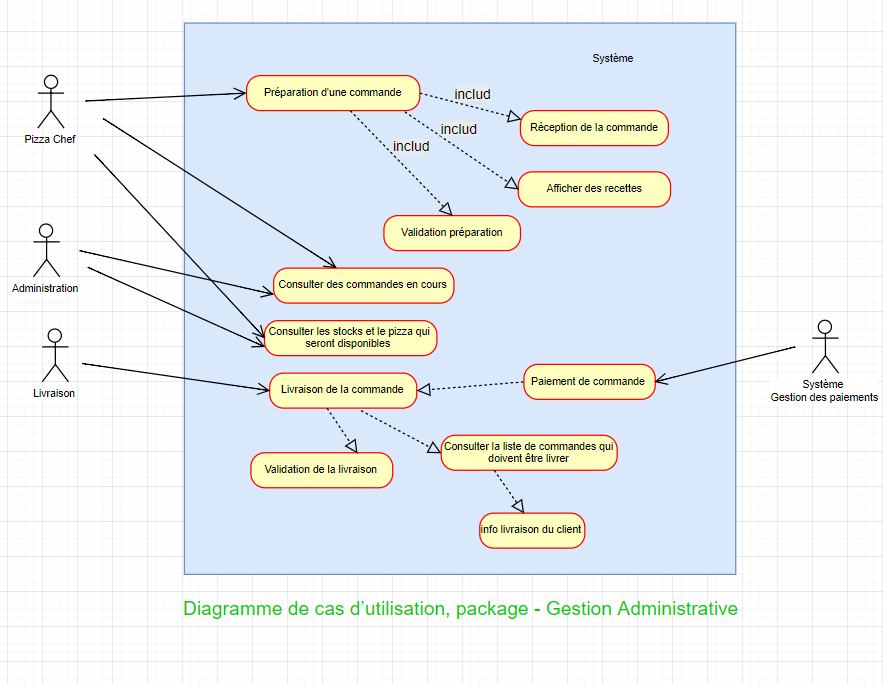 Système
Préparation d'une commande
includ
Réception de la commande
Pizza Chef
includ
includ
Afficher des recettes
Validation préparation
Administration
Consulter des commandes en cours
Consulter les stocks et le pizza qui
seront disponibles
Livraison
Livraison de la commande
Paiement de commande
Système
Gestion des paiements
Validation de la livraison
Consulter la liste de commandes qui
doivent être livrer
info livraison du client
Diagramme de cas d’utilisation, package - Gestion Administrative